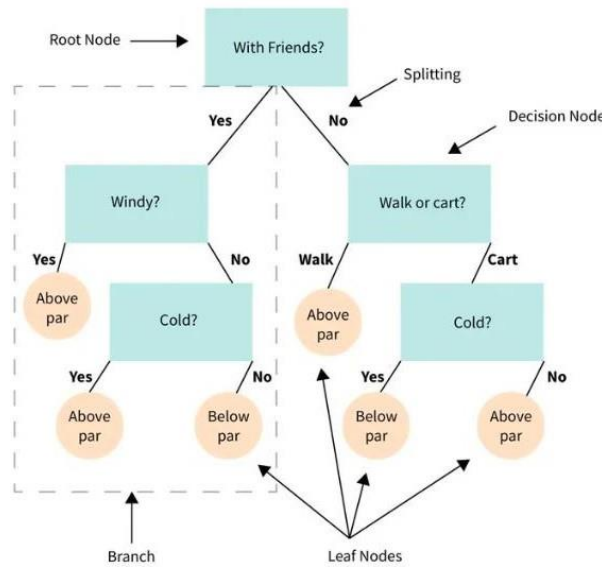 Root Node
With Friends?
Splitting
Yes
No
Decision Node
Windy?
Walk or cart?
Yes
No
Walk
Cart
Above
par
Cold?
Above
par
Cold?
Yes
No
Yes
No
Above
par
Below
par
Below
par
Above
par
Branch
Leaf Nodes